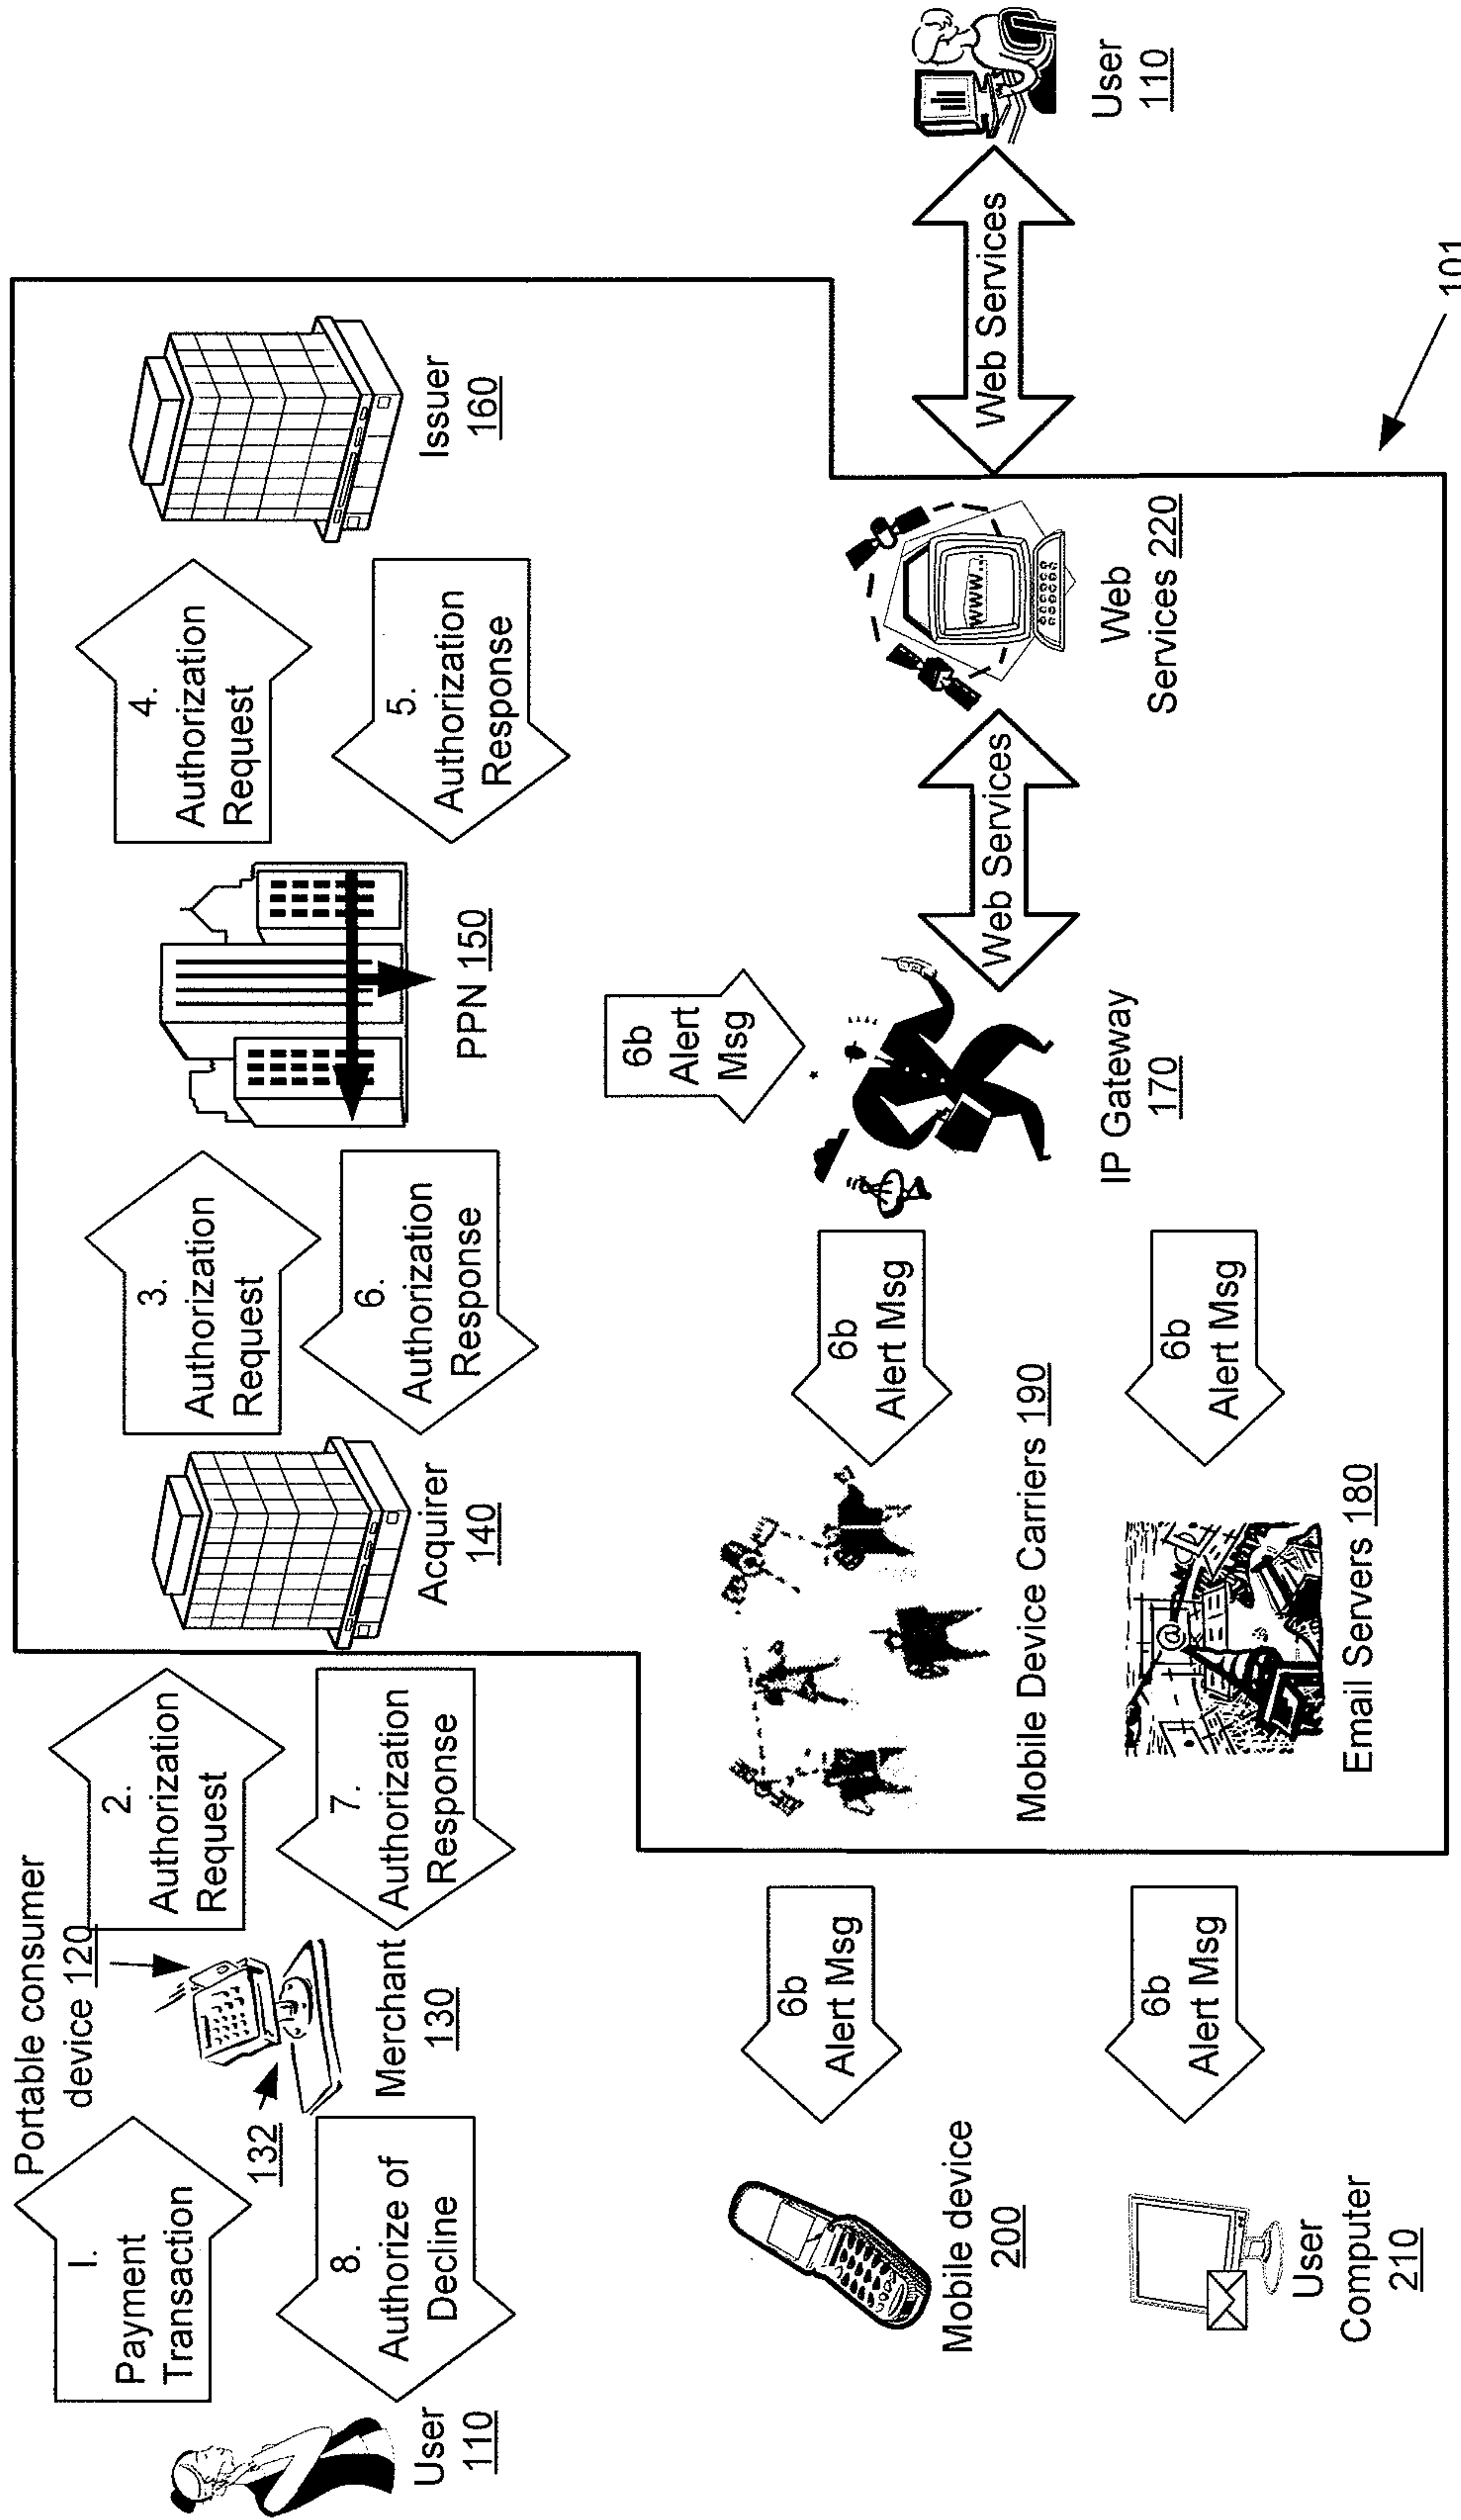 Portable consumer
device 120
I.
Payment
Transaction
2.
Authorization
Request
3.
Authorization
Request
4.
Authorization
Request
132
8.
Authorize of
Decline
7.
Authorization
Response
6.
Authorization
Response
5.
Authorization
Response
User
110
Merchant
130
Acquirer
140
PPN 150
Issuer
160
6b
Alert
Msg
6b
Alert Msg
6b
Alert Msg
www...
Web Services
Web Services
Mobile device
200
Mobile Device Carriers 190
IP Gateway
170
Web
Services 220
User
110
@
6b
Alert Msg
6b
Alert Msg
User
Computer
210
Email Servers 180
101